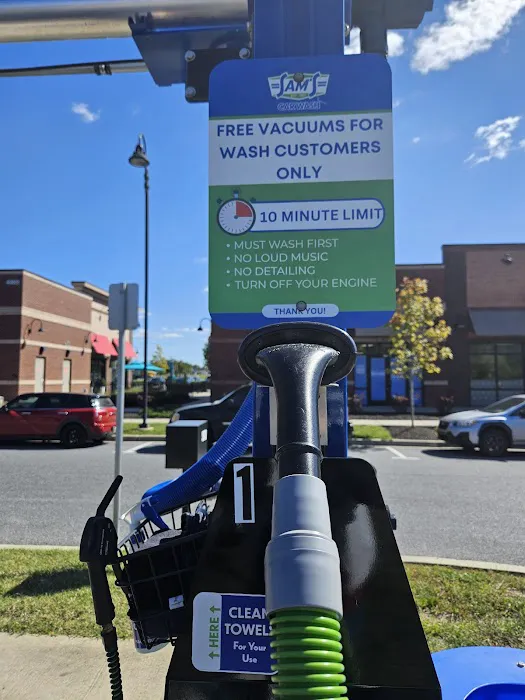 JAM'S
CARWASH
FREE VACUUMS FOR
WASH CUSTOMERS
ONLY
10 MINUTE LIMIT
• MUST WASH FIRST
• NO LOUD MUSIC
• NO DETAILING
• TURN OFF YOUR ENGINE
THANK YOU!
1
HERE
CLEAN
TOWELS
For Your
Use